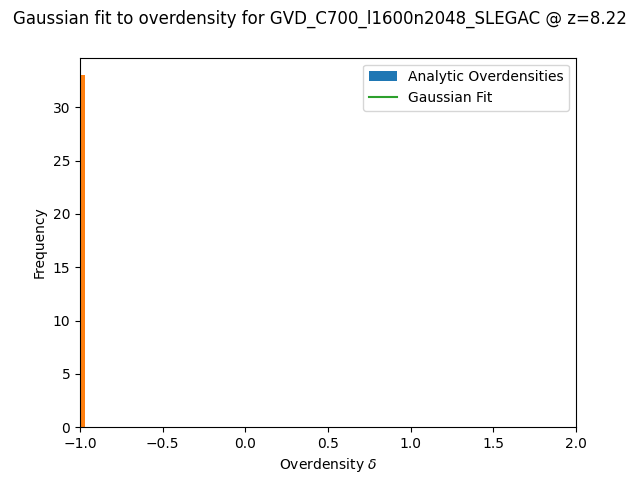 Gaussian fit to overdensity for GVD_C700_l1600n2048_SLEGAC @ z=8.22
Analytic Overdensities
Gaussian Fit
30
25
20
15
10
5
0
Frequency
−1.0 −0.5 0.0 0.5 1.0 1.5 2.0
Overdensity δ